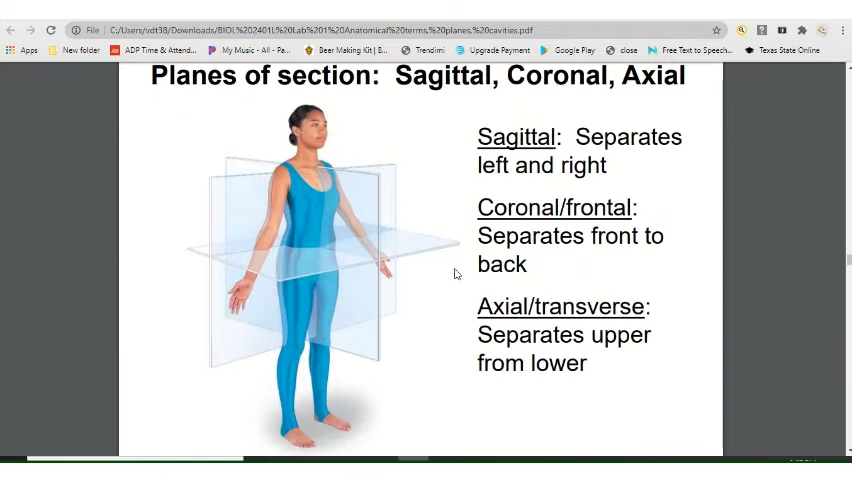 File
C:/Users/vdt38/Downloads/BIOL%202401L%20Lab%201%20Anatomical%20terms,planes,%20cavities.pdf
Apps
New folder
ADP Time & Attend...
My Music - All - Pa...
Beer Making Kit | B...
Trendimi
Upgrade Payment
Google Play
close
Free Text to Speech...
Texas State Online
Planes of section: Sagittal, Coronal, Axial
Sagittal: Separates
left and right
Coronal/frontal:
Separates front to
back
Axial/transverse:
Separates upper
from lower